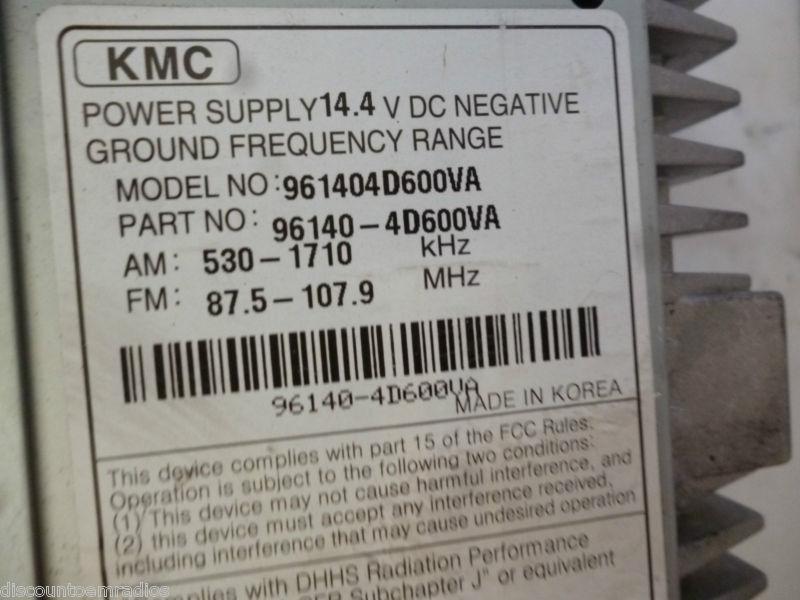 KMC
POWER SUPPLY 14.4 V DC NEGATIVE
GROUND FREQUENCY RANGE
MODEL NO: 961404D600VA
PART NO: 96140-4D600VA
AM: 530-1710 kHz
FM: 87.5-107.9 MHz
96140-4D600VA
MADE IN KOREA
This device complies with part 15 of the FCC Rules:
Operation is subject to the following two conditions:
(1) This device may not cause harmful interference, and
(2) this device must accept any interference received,
including interference that may cause undesired operation
with DHHS Radiation Performance
Subchapter J" or equivalent
discountoemradios